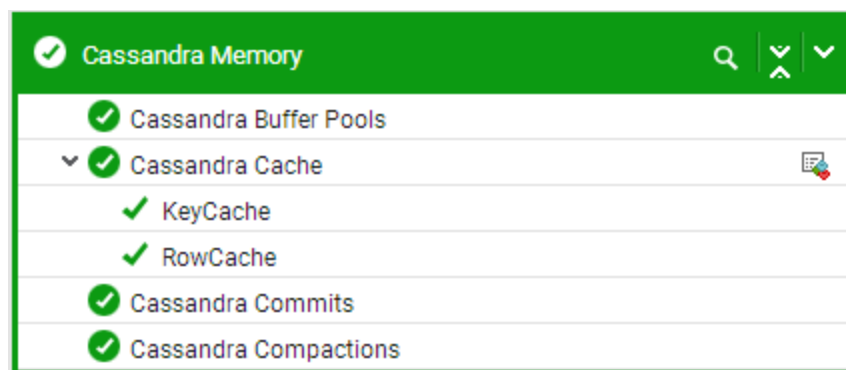 Cassandra Memory
Cassandra Buffer Pools
Cassandra Cache
KeyCache
RowCache
Cassandra Commits
Cassandra Compactions